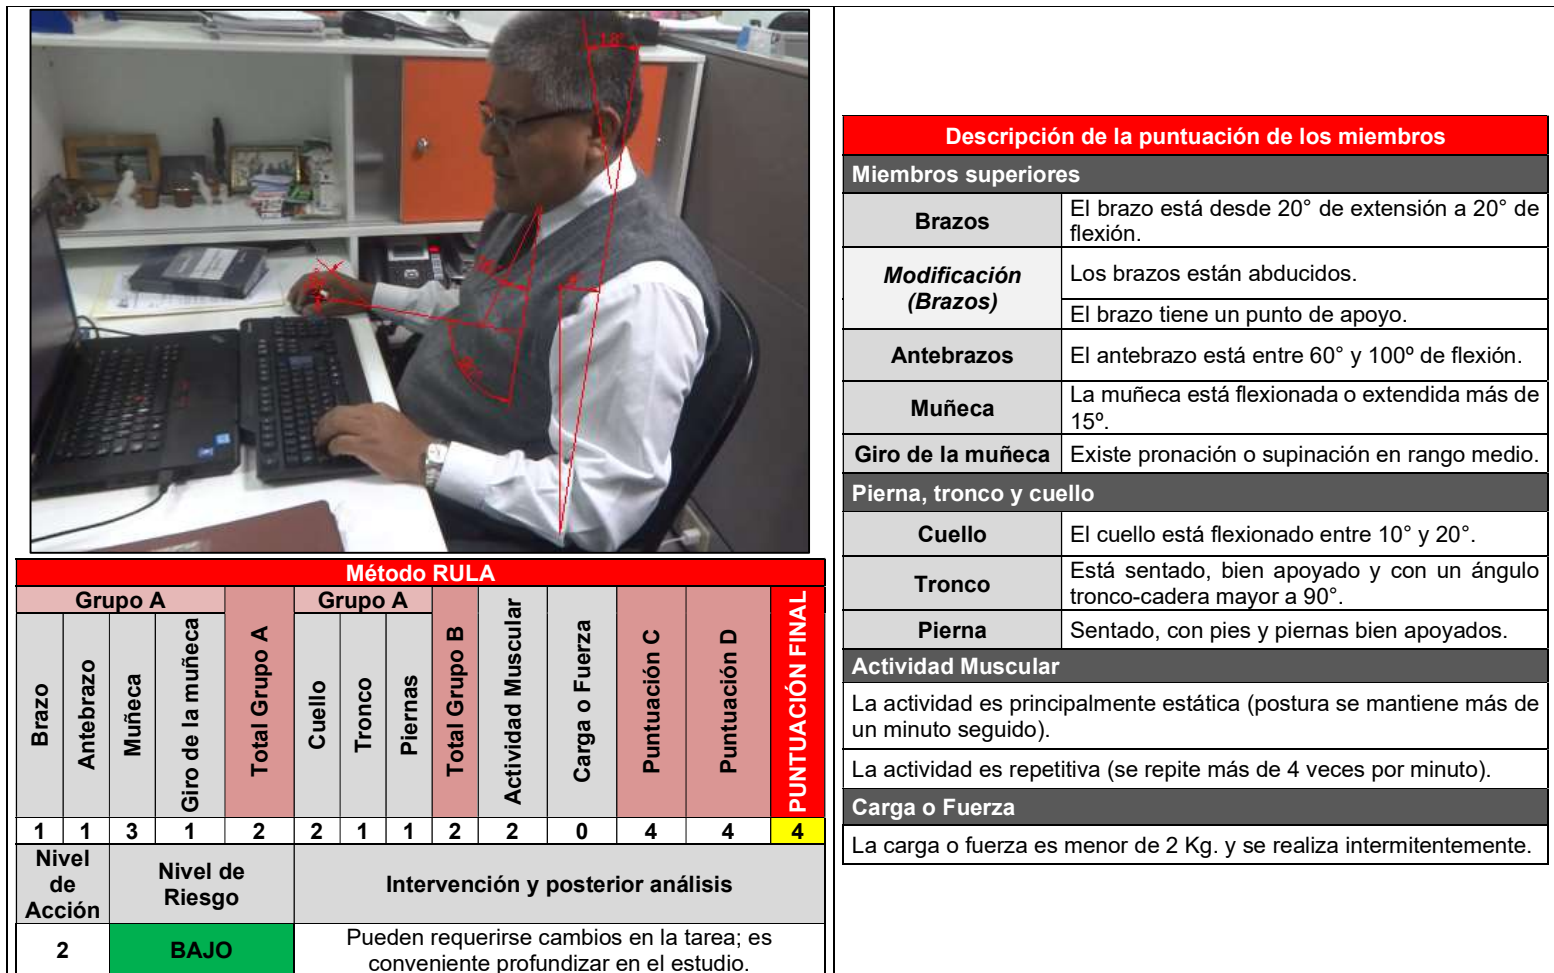 18°
4°
Método RULA
Grupo A
Grupo A
Brazo
Antebrazo
Muñeca
Giro de la muñeca
Total Grupo A
Cuello
Tronco
Piernas
Total Grupo B
Actividad Muscular
Carga o Fuerza
Puntuación C
Puntuación D
PUNTUACIÓN FINAL
1 1 3 1 2 2 1 1 2 2 0 4 4 4
Nivel
de
Acción
Nivel de
Riesgo
Intervención y posterior análisis
2
BAJO
Pueden requerirse cambios en la tarea; es
conveniente profundizar en el estudio.
Descripción de la puntuación de los miembros
Miembros superiores
Brazos
El brazo está desde 20° de extensión a 20° de
flexión.
Modificación
(Brazos)
Los brazos están abducidos.
El brazo tiene un punto de apoyo.
Antebrazos
El antebrazo está entre 60° y 100º de flexión.
Muñeca
La muñeca está flexionada o extendida más de
15º.
Giro de la muñeca
Existe pronación o supinación en rango medio.
Pierna, tronco y cuello
Cuello
El cuello está flexionado entre 10° y 20°.
Tronco
Está sentado, bien apoyado y con un ángulo
tronco-cadera mayor a 90°.
Pierna
Sentado, con pies y piernas bien apoyados.
Actividad Muscular
La actividad es principalmente estática (postura se mantiene más de
un minuto seguido).
La actividad es repetitiva (se repite más de 4 veces por minuto).
Carga o Fuerza
La carga o fuerza es menor de 2 Kg. y se realiza intermitentemente.